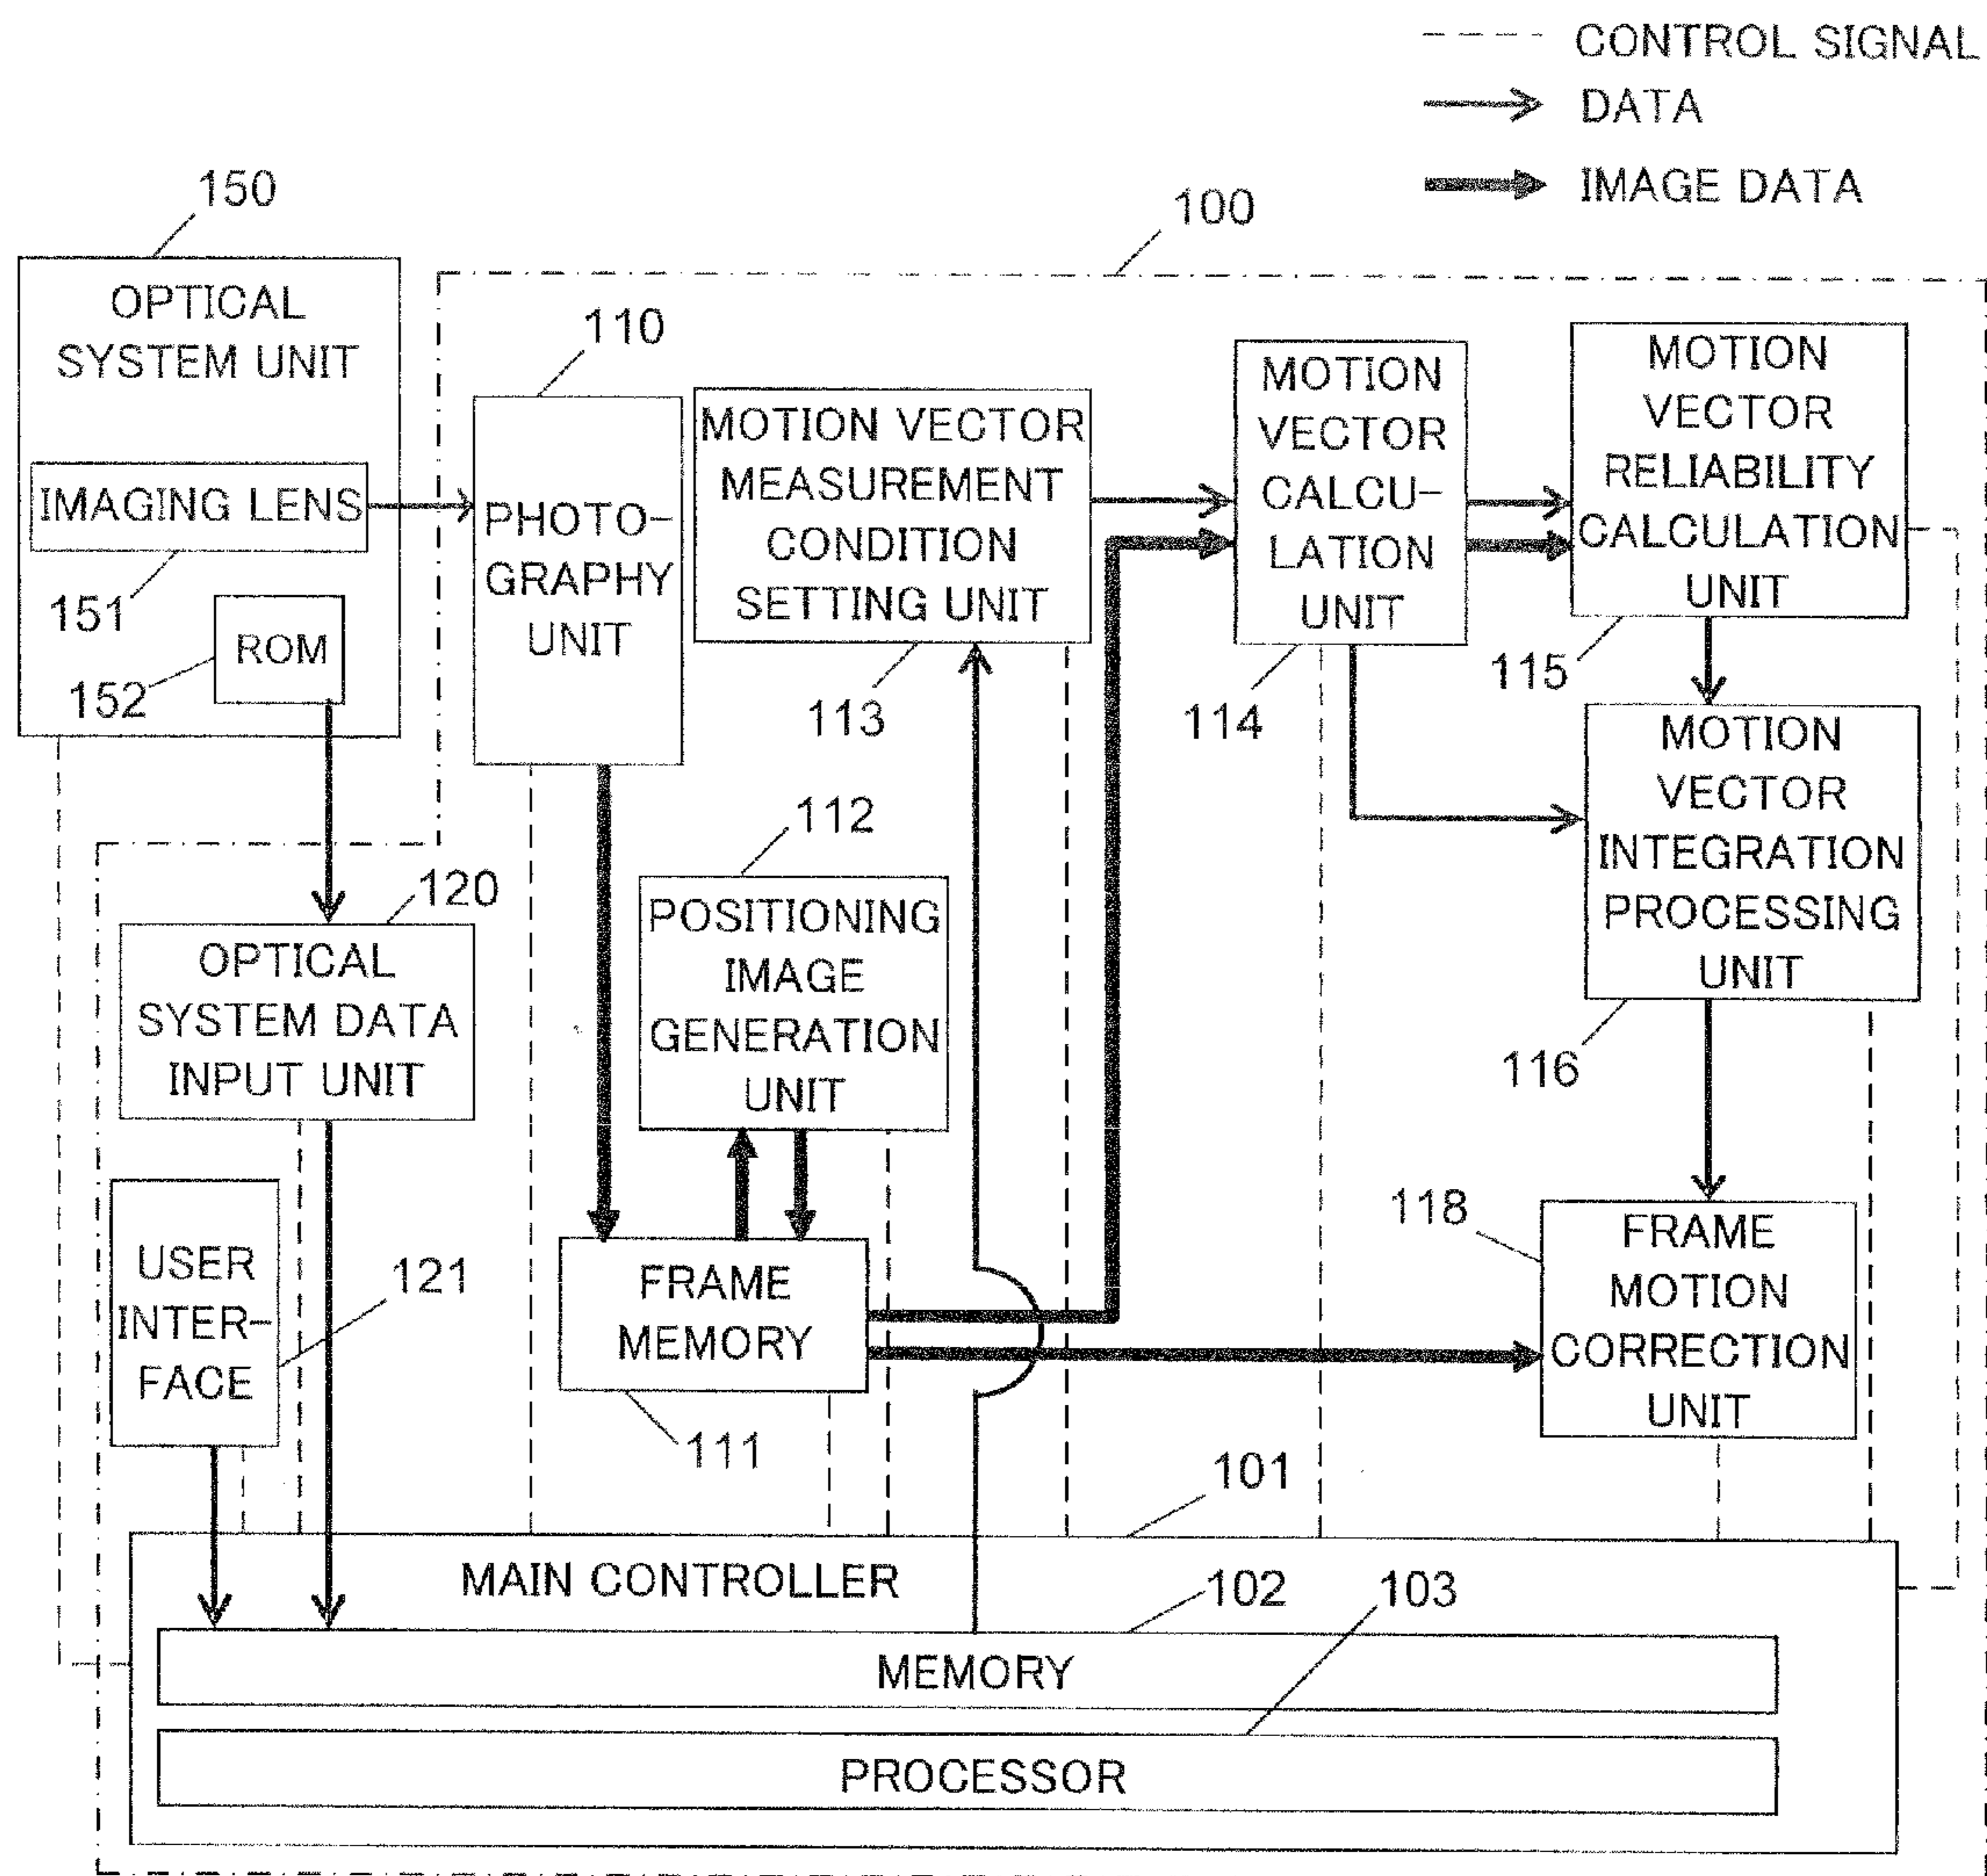 CONTROL SIGNAL
DATA
IMAGE DATA
150
100
OPTICAL
SYSTEM UNIT
IMAGING LENS
151
ROM
152
110
PHOTO-
GRAPHY
UNIT
MOTION VECTOR
MEASUREMENT
CONDITION
SETTING UNIT
113
MOTION
VECTOR
CALCU-
LATION
UNIT
114
MOTION
VECTOR
RELIABILITY
CALCULATION
UNIT
115
MOTION
VECTOR
INTEGRATION
PROCESSING
UNIT
116
112
POSITIONING
IMAGE
GENERATION
UNIT
120
OPTICAL
SYSTEM DATA
INPUT UNIT
USER
INTER-
FACE
121
FRAME
MEMORY
111
118
FRAME
MOTION
CORRECTION
UNIT
101
MAIN CONTROLLER
102
103
MEMORY
PROCESSOR